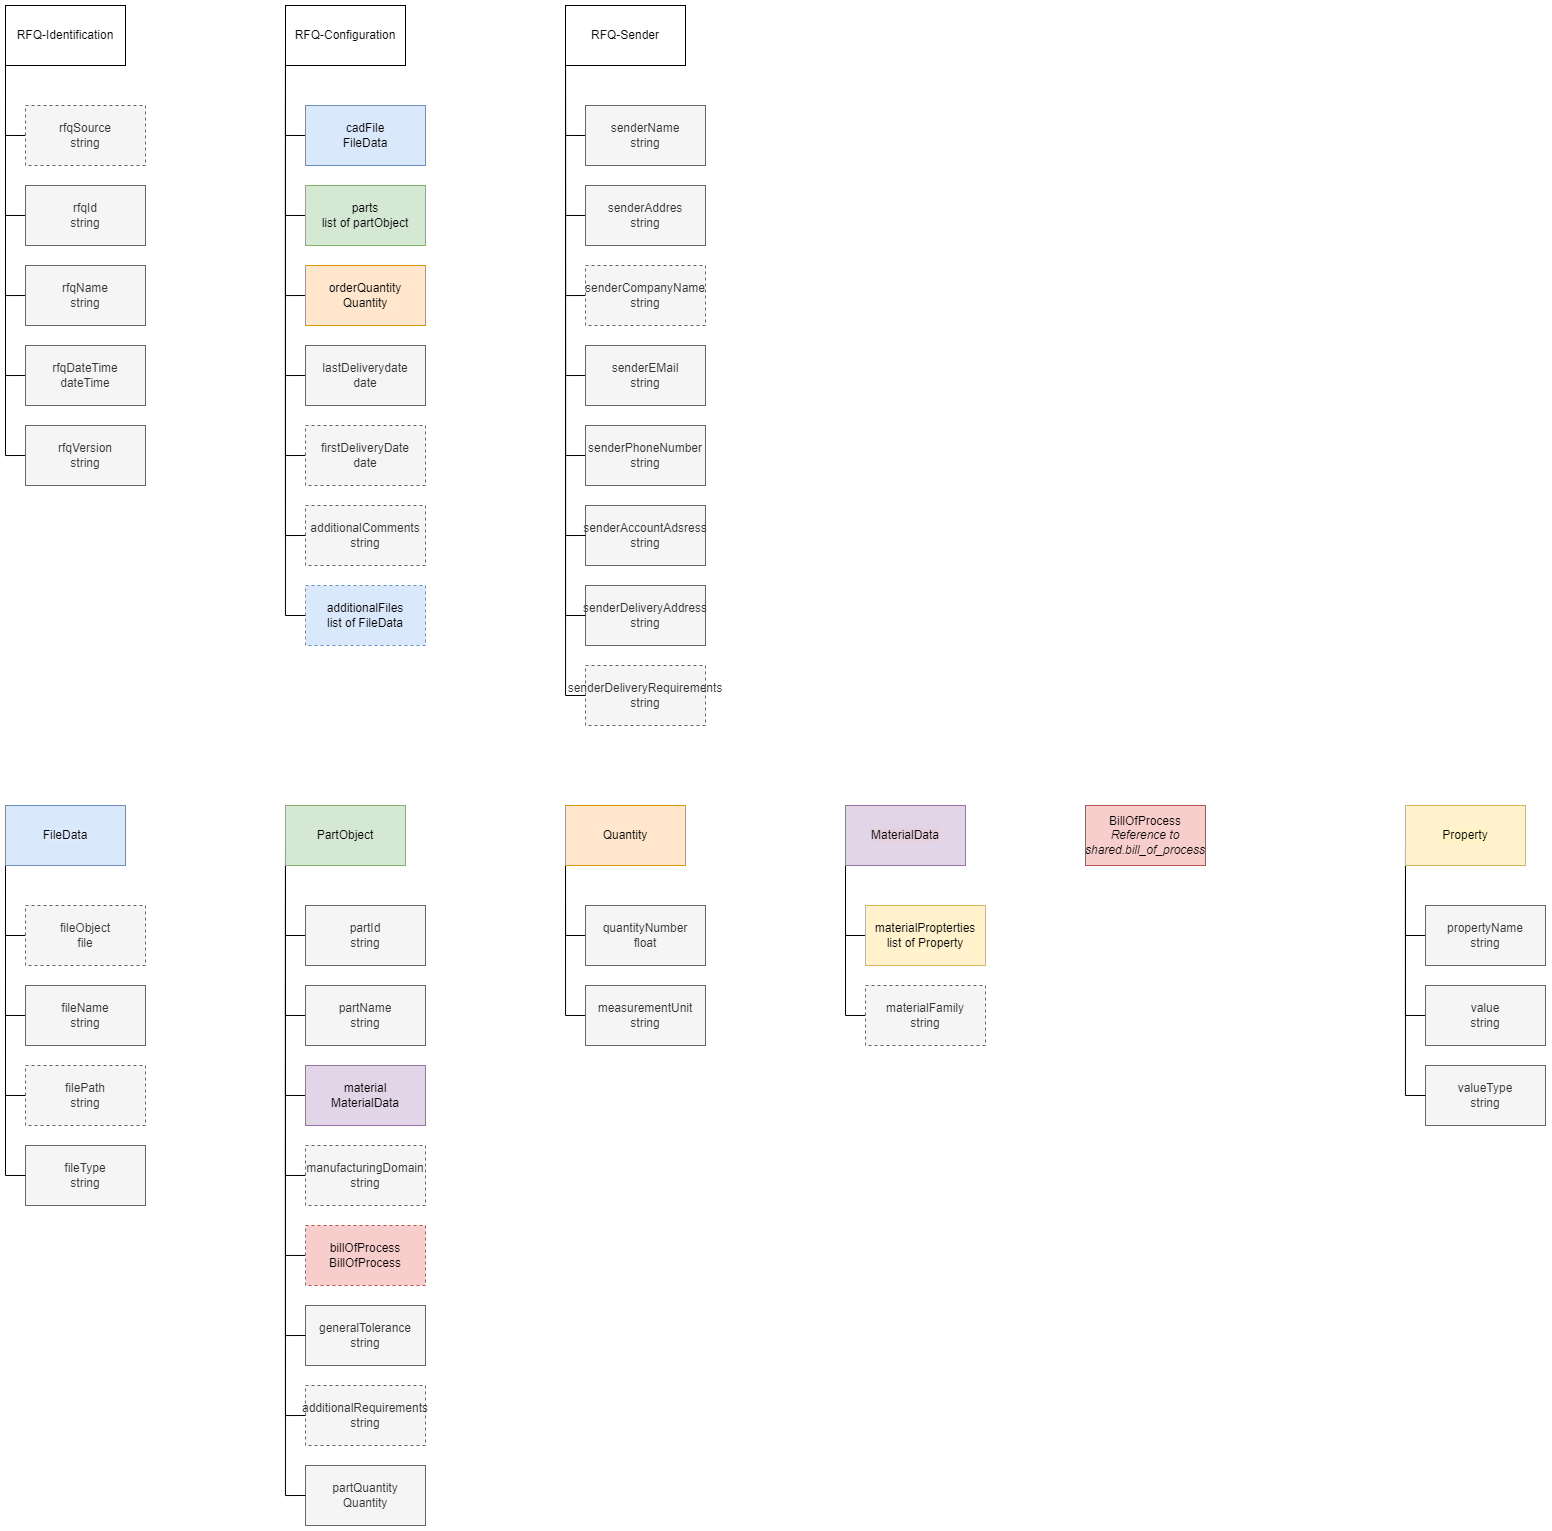 RFQ-Identification
rfqSource
string
rfqId
string
rfqName
string
rfqDateTime
dateTime
rfqVersion
string
RFQ-Configuration
cadFile
FileData
parts
list of partObject
orderQuantity
Quantity
lastDeliverydate
date
firstDeliveryDate
date
additionalComments
string
additionalFiles
list of FileData
RFQ-Sender
senderName
string
senderAddres
string
senderCompanyName
string
senderEMail
string
senderPhoneNumber
string
senderAccountAdsress
string
senderDeliveryAddress
string
senderDeliveryRequirements
string
FileData
fileObject
file
fileName
string
filePath
string
fileType
string
PartObject
partId
string
partName
string
material
MaterialData
manufacturingDomain
string
billOfProcess
BillOfProcess
generalTolerance
string
additionalRequirements
string
partQuantity
Quantity
Quantity
quantityNumber
float
measurementUnit
string
MaterialData
materialPropterties
list of Property
materialFamily
string
BillOfProcess
Reference to
shared.bill_of_process
Property
propertyName
string
value
string
valueType
string